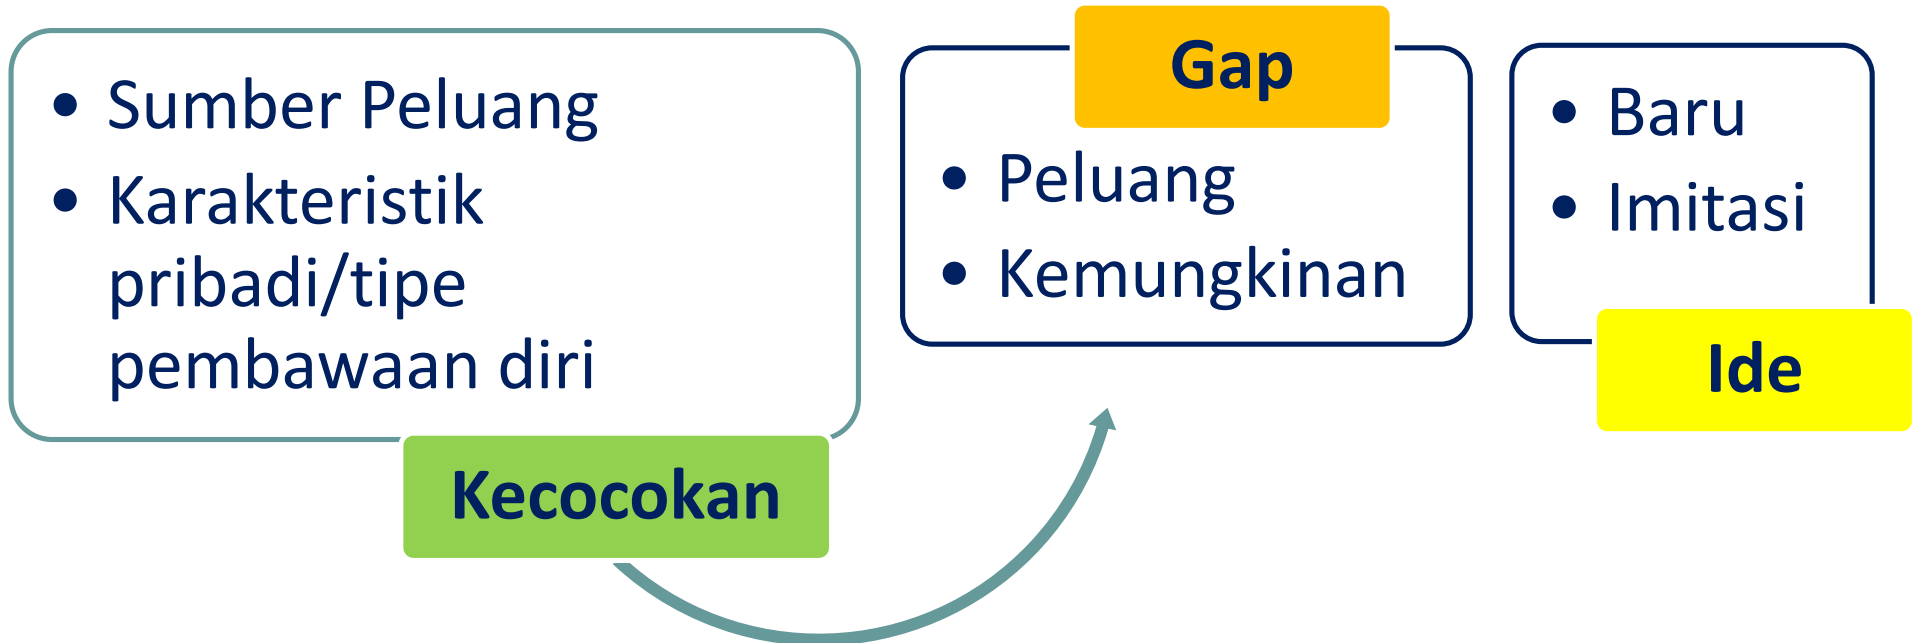 • Sumber Peluang
• Karakteristik
pribadi/tipe
pembawaan diri
Kecocokan
Gap
• Peluang
• Kemungkinan
• Baru
• Imitasi
Ide